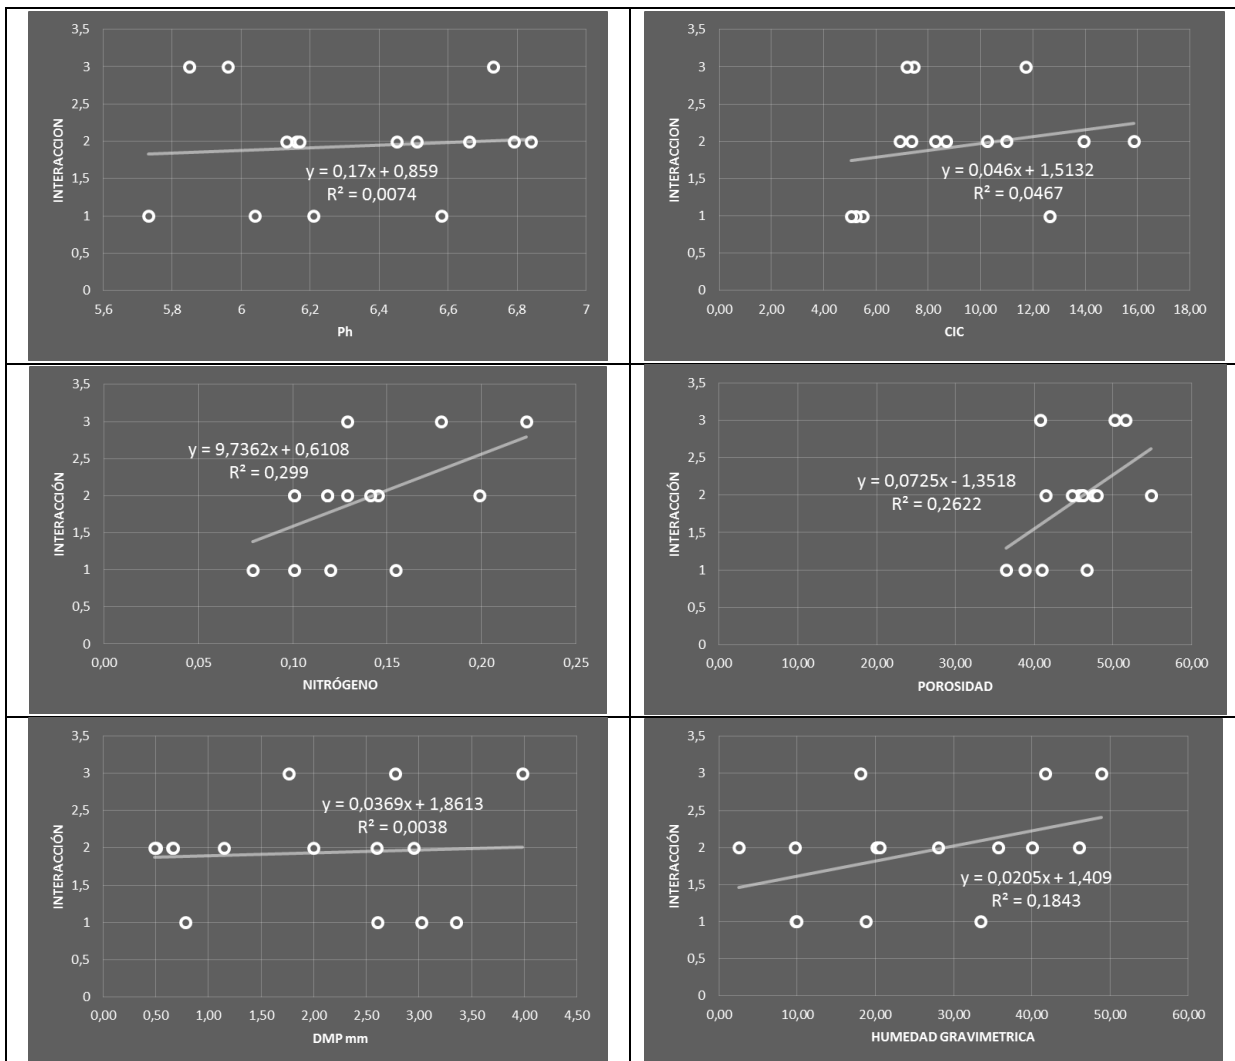 3,5
3
2,5
2
1,5
1
0,5
0
INTERACCION
y = 0,17x + 0,859
R² = 0,0074
5,6 5,8 6 6,2 6,4 6,6 6,8 7
Ph
3,5
3
2,5
2
1,5
1
0,5
0
INTERACCIÓN
y = 0,046x + 1,5132
R² = 0,0467
0,00 2,00 4,00 6,00 8,00 10,00 12,00 14,00 16,00 18,00
CIC
3,5
3
2,5
2
1,5
1
0,5
0
INTERACCIÓN
y = 9,7362x + 0,6108
R² = 0,299
0,00 0,05 0,10 0,15 0,20 0,25
NITRÓGENO
3,5
3
2,5
2
1,5
1
0,5
0
INTERACCIÓN
y = 0,0725x - 1,3518
R² = 0,2622
0,00 10,00 20,00 30,00 40,00 50,00 60,00
POROSIDAD
3,5
3
2,5
2
1,5
1
0,5
0
INTERACCIÓN
y = 0,0369x + 1,8613
R² = 0,0038
0,00 0,50 1,00 1,50 2,00 2,50 3,00 3,50 4,00 4,50
DMP mm
3,5
3
2,5
2
1,5
1
0,5
0
INTERACCIÓN
y = 0,0205x + 1,409
R² = 0,1843
0,00 10,00 20,00 30,00 40,00 50,00 60,00
HUMEDAD GRAVIMETRICA